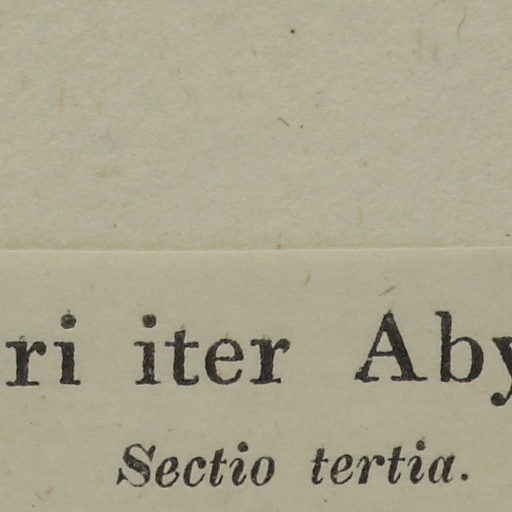 ri iter Aby
Sectio tertia.